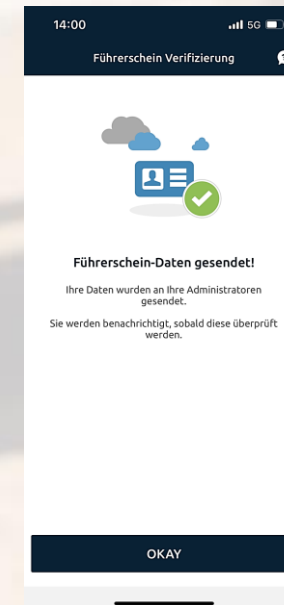 14:00
5G
Führerschein Verifizierung
Führerschein-Daten gesendet!
Ihre Daten wurden an Ihre Administratoren
gesendet.
Sie werden benachrichtigt, sobald diese überprüft
werden.
OKAY